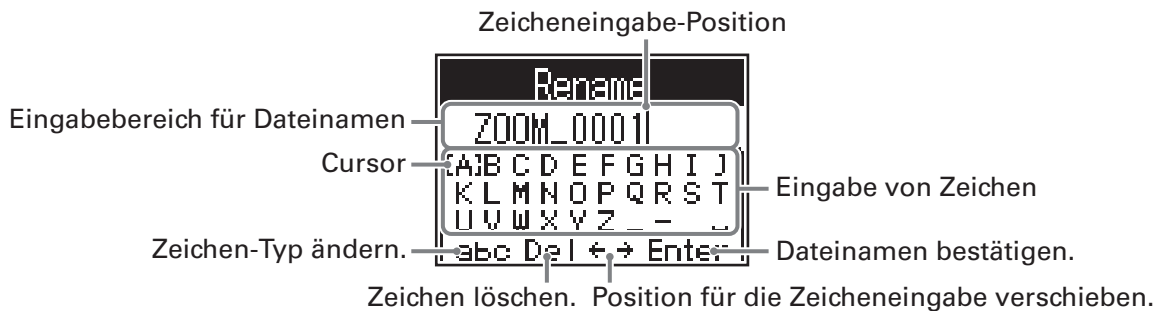 Zeicheneingabe-Position
Rename
Eingabebereich für Dateinamen
ZOOM_0001
Cursor
[A]B C D E F G H I J
K L M N O P Q R S T
U V W X Y Z _ - ␣
Eingabe von Zeichen
Zeichen-Typ ändern.
abc Del ←→ Enter
Dateinamen bestätigen.
Zeichen löschen. Position für die Zeicheneingabe verschieben.